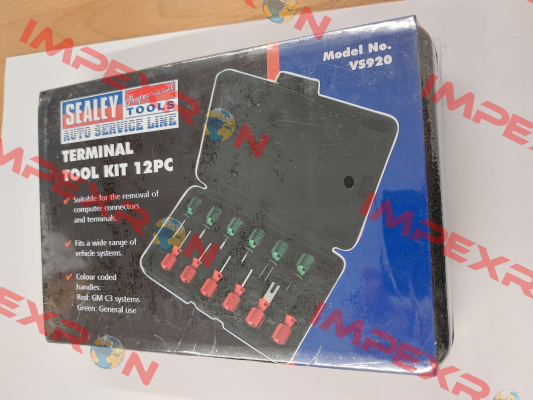 IMPEXRON
Model No.
VS920
SEALEY
Professional
TOOLS
AUTO SERVICE LINE
TERMINAL
TOOL KIT 12PC
✓ Suitable for the removal of
computer connectors
and terminals.
✓ Fits a wide range of
vehicle systems.
✓ Colour coded
handles:
Red: GM C3 systems
Green: General use
IMPEXRON
IMPEXRON
IMPEXRON